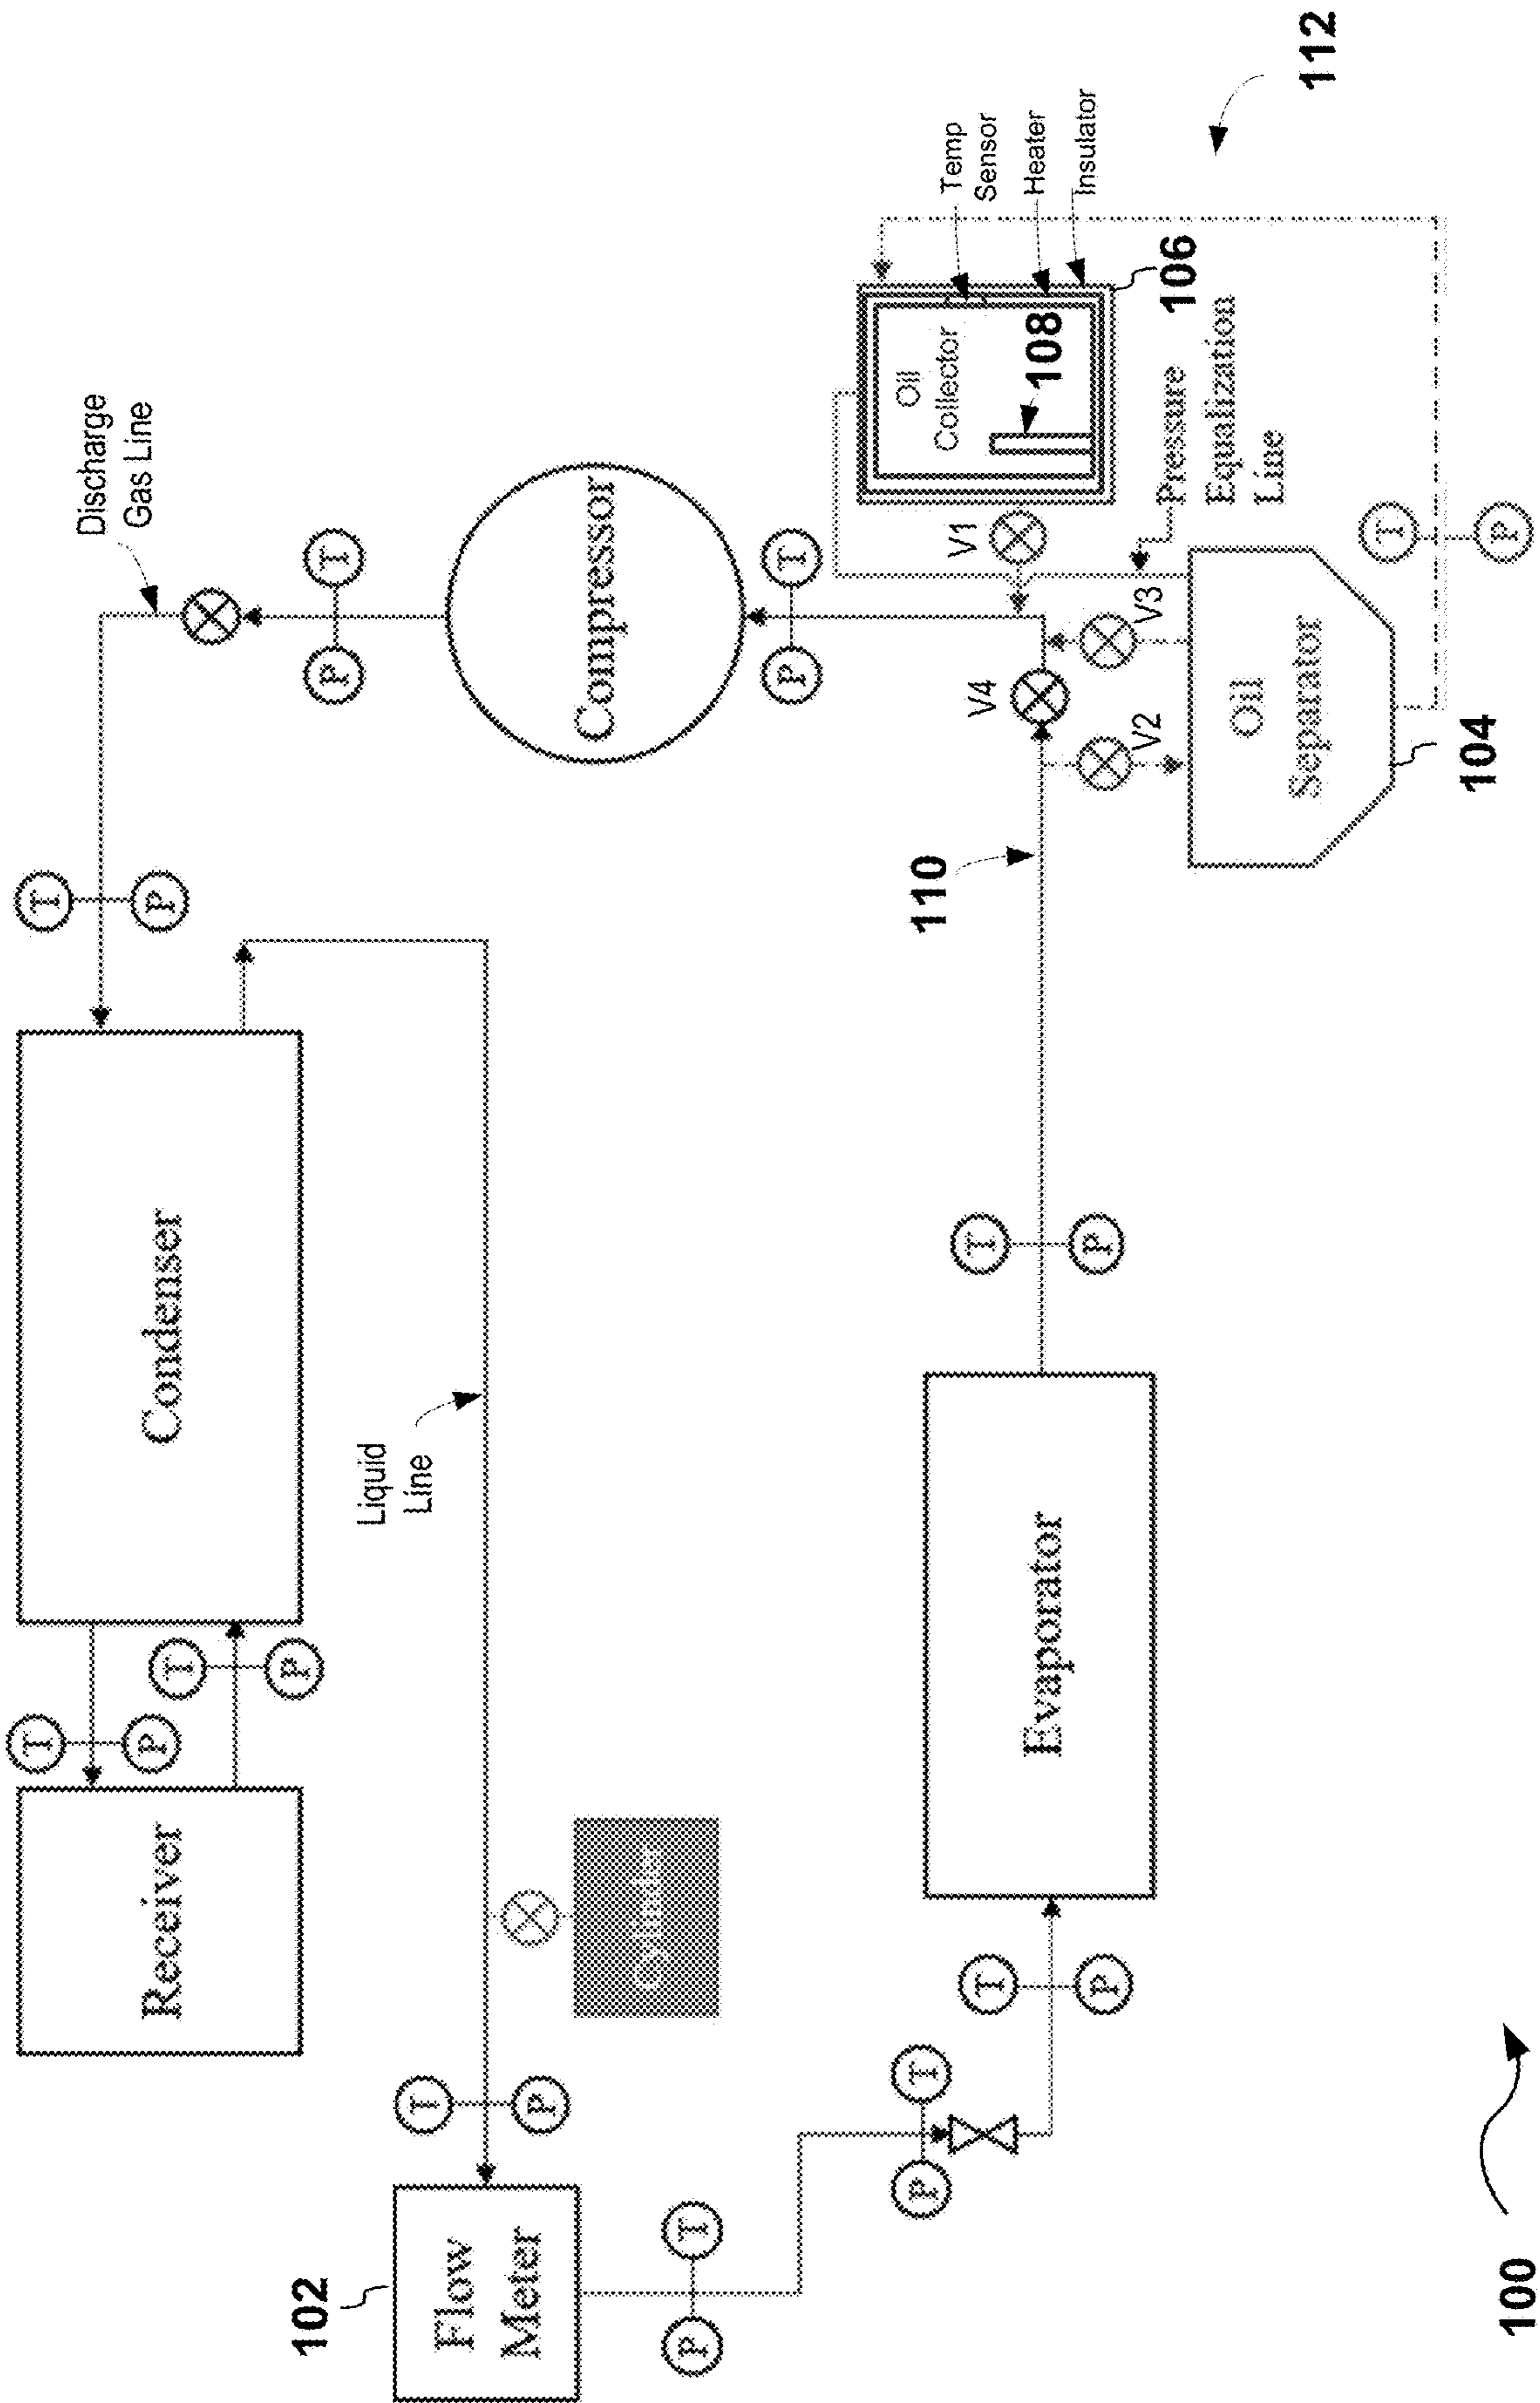 T
T
Discharge
Gas Line
P
Receiver
Condenser
P
T
P
P
T
102
Liquid
Line
T
Flow
Meter
P
Cylinder
Compressor
P
T
P
T
P
T
T
P
T
P
Evaporator
110
V4
V2
V3
V1
Oil
Collector
108
Temp
Sensor
Heater
Insulator
106
Pressure
Equalization
Line
Oil
Separator
104
T
P
112
100